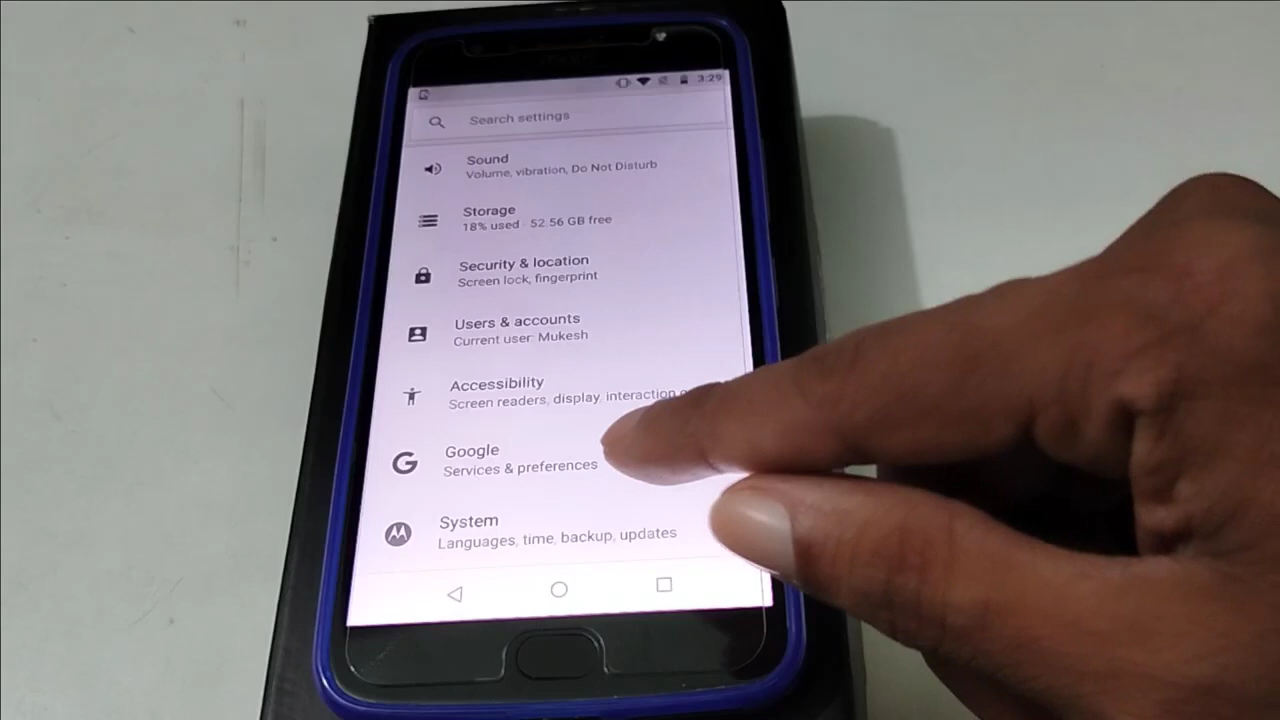 3:29
Search settings
Sound
Volume, vibration, Do Not Disturb
Storage
18% used - 52.56 GB free
Security & location
Screen lock, fingerprint
Users & accounts
Current user: Mukesh
Accessibility
Screen readers, display, interaction
Google
Services & preferences
System
Languages, time, backup, updates